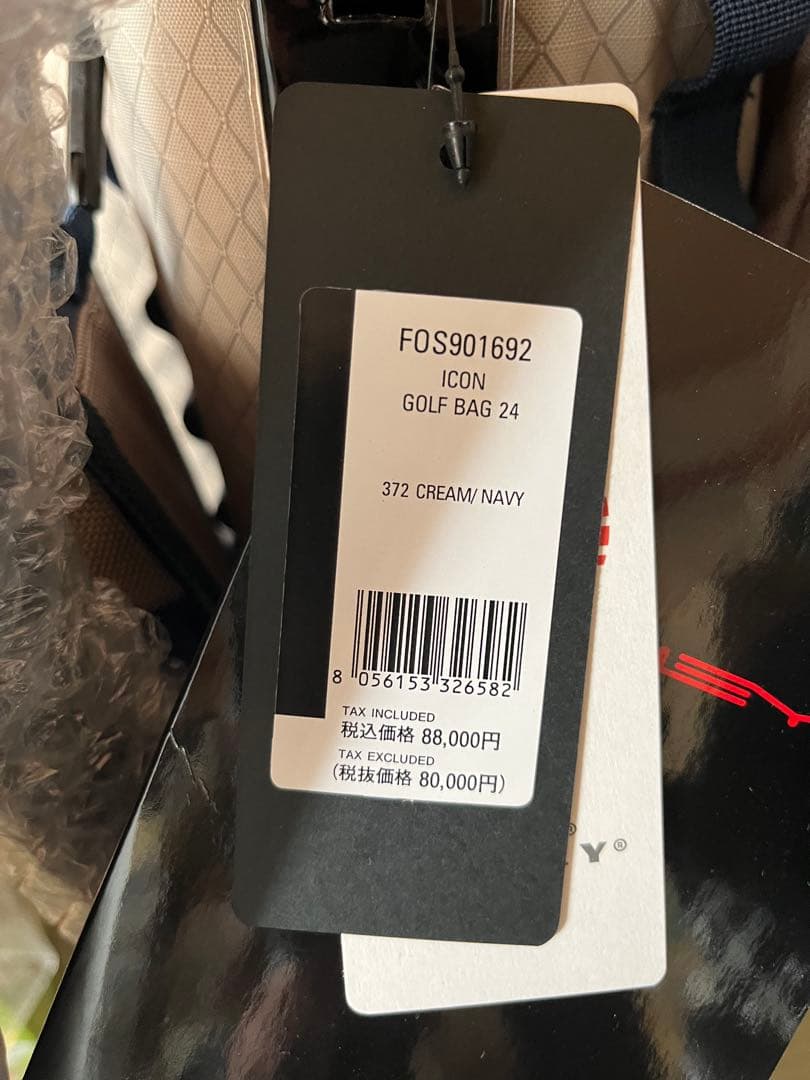 FOS901692
ICON
GOLF BAG 24
372 CREAM/NAVY
8 056153 326582
TAX INCLUDED
税込価格 88,000円
TAX EXCLUDED
(税抜価格 80,000円)
Y®